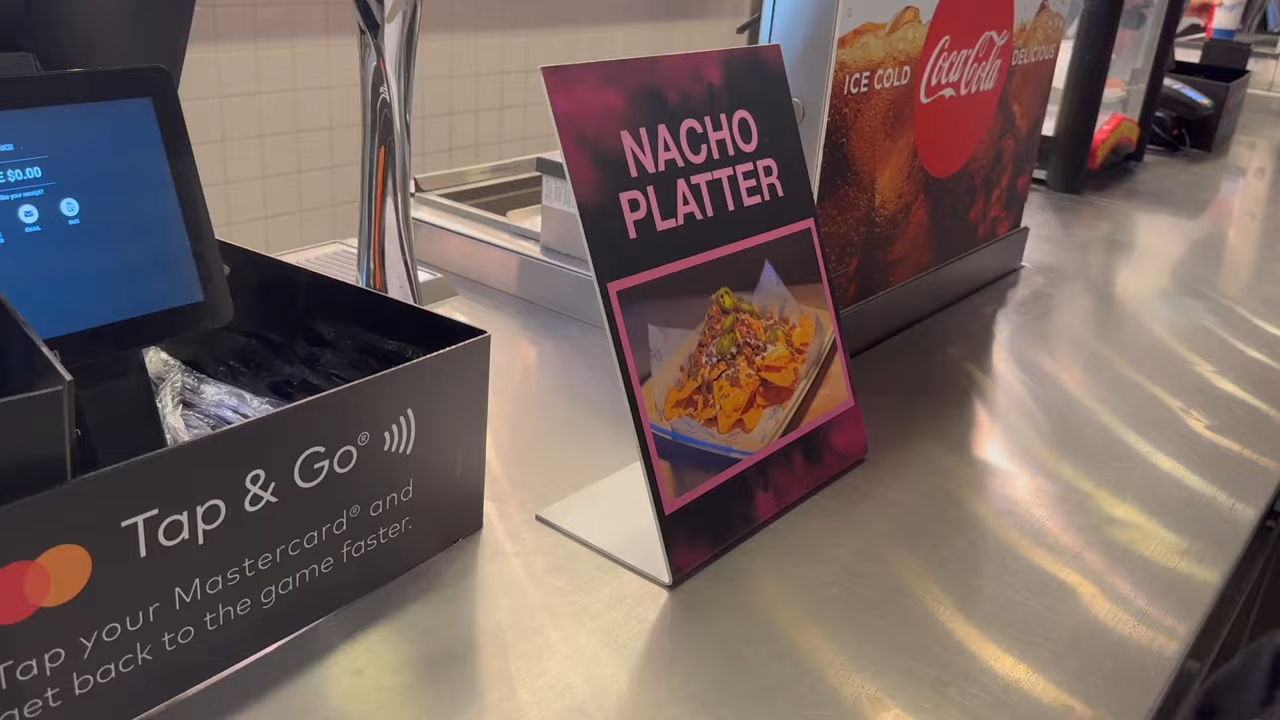 $0.00
EMAIL
Tap & Go®
Tap your Mastercard® and
get back to the game faster.
NACHO
PLATTER
ICE COLD
Coca-Cola
DELICIOUS